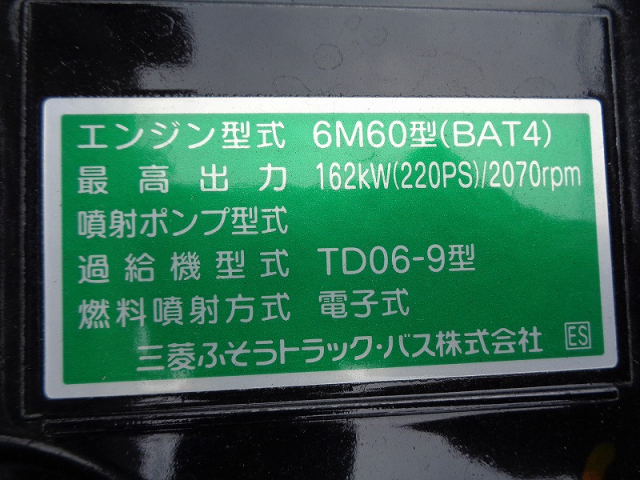 エンジン型式 6M60型(BAT4)
最高出力 162kW(220PS)/2070rpm
噴射ポンプ型式
過給機型式 TD06-9型
燃料噴射方式 電子式
三菱ふそうトラック・バス株式会社 ES